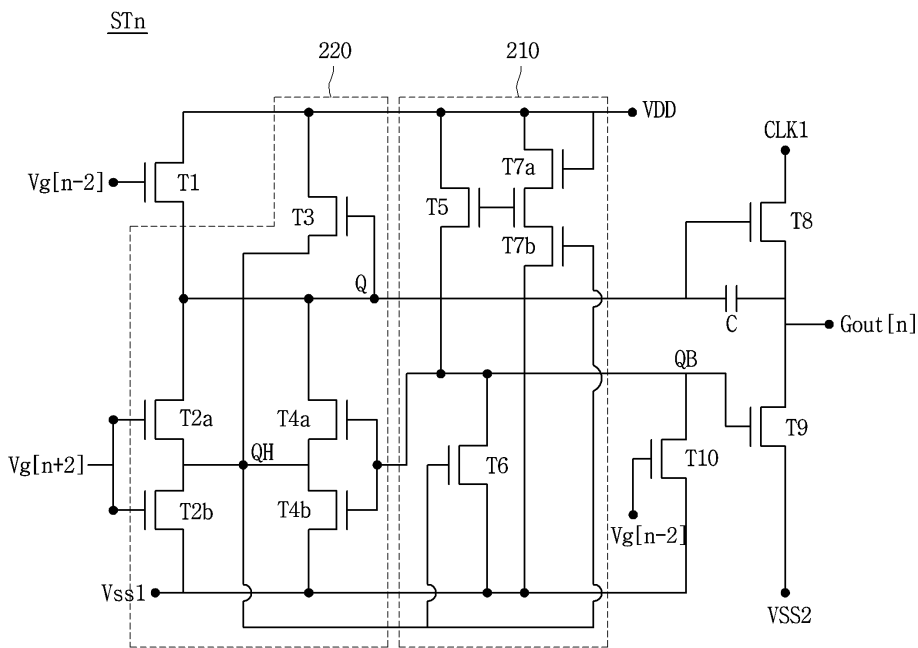 STn
220
210
VDD
CLK1
Vg[n-2]
T1
T3
T5
T7a
T7b
T8
Q
C
Gout[n]
QB
T2a
T4a
T9
Vg[n+2]
QH
T6
T10
T2b
T4b
Vg[n-2]
Vss1
VSS2